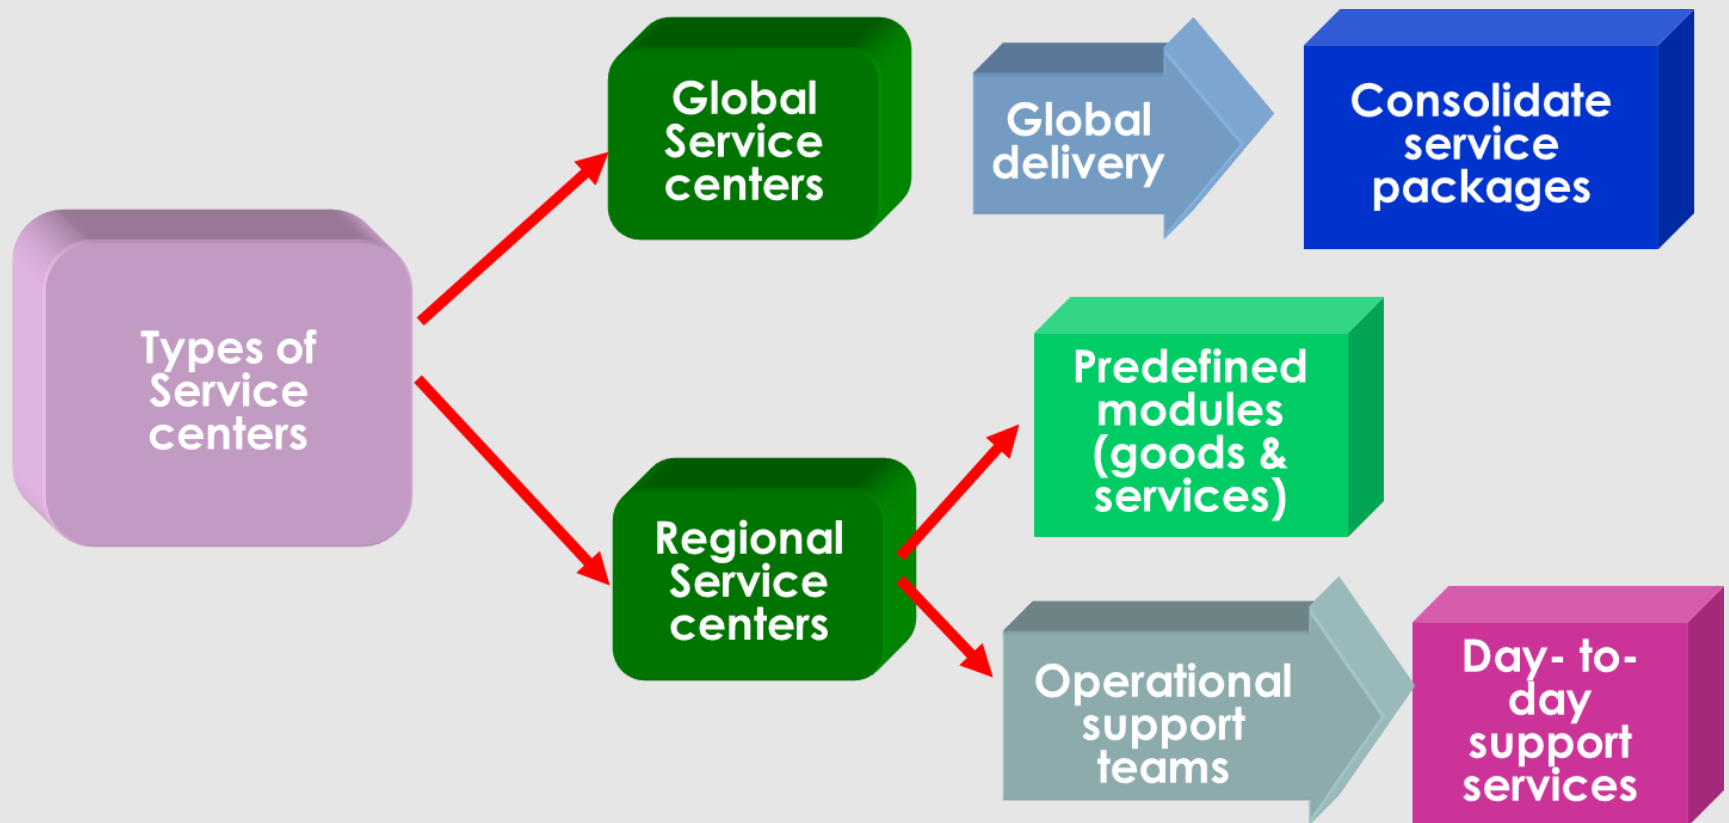 Global
Service
centers
Global
delivery
Consolidate
service
packages
Types of
Service
centers
Predefined
modules
(goods &
services)
Regional
Service
centers
Operational
support
teams
Day- to-
day
support
services